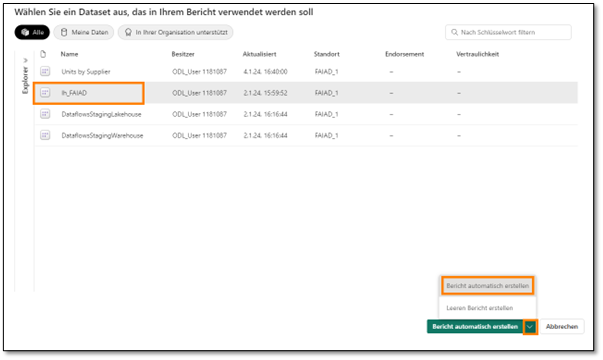 Wählen Sie ein Dataset aus, das in Ihrem Bericht verwendet werden soll
Alle
Meine Daten
In Ihrer Organisation unterstützt
Nach Schlüsselwort filtern
Explorer
Name Besitzer Aktualisiert Standort Endorsement Vertraulichkeit
Units by Supplier ODL_User 1181087 4.1.24. 16:40:00 FAIAD_1 – –
lh_FAIAD ODL_User 1181087 2.1.24. 15:59:52 FAIAD_1 – –
DataflowsStagingLakehouse ODL_User 1181087 2.1.24. 16:16:44 FAIAD_1 – –
DataflowsStagingWarehouse ODL_User 1181087 2.1.24. 16:16:44 FAIAD_1 – –
Bericht automatisch erstellen
Leeren Bericht erstellen
Bericht automatisch erstellen
Abbrechen